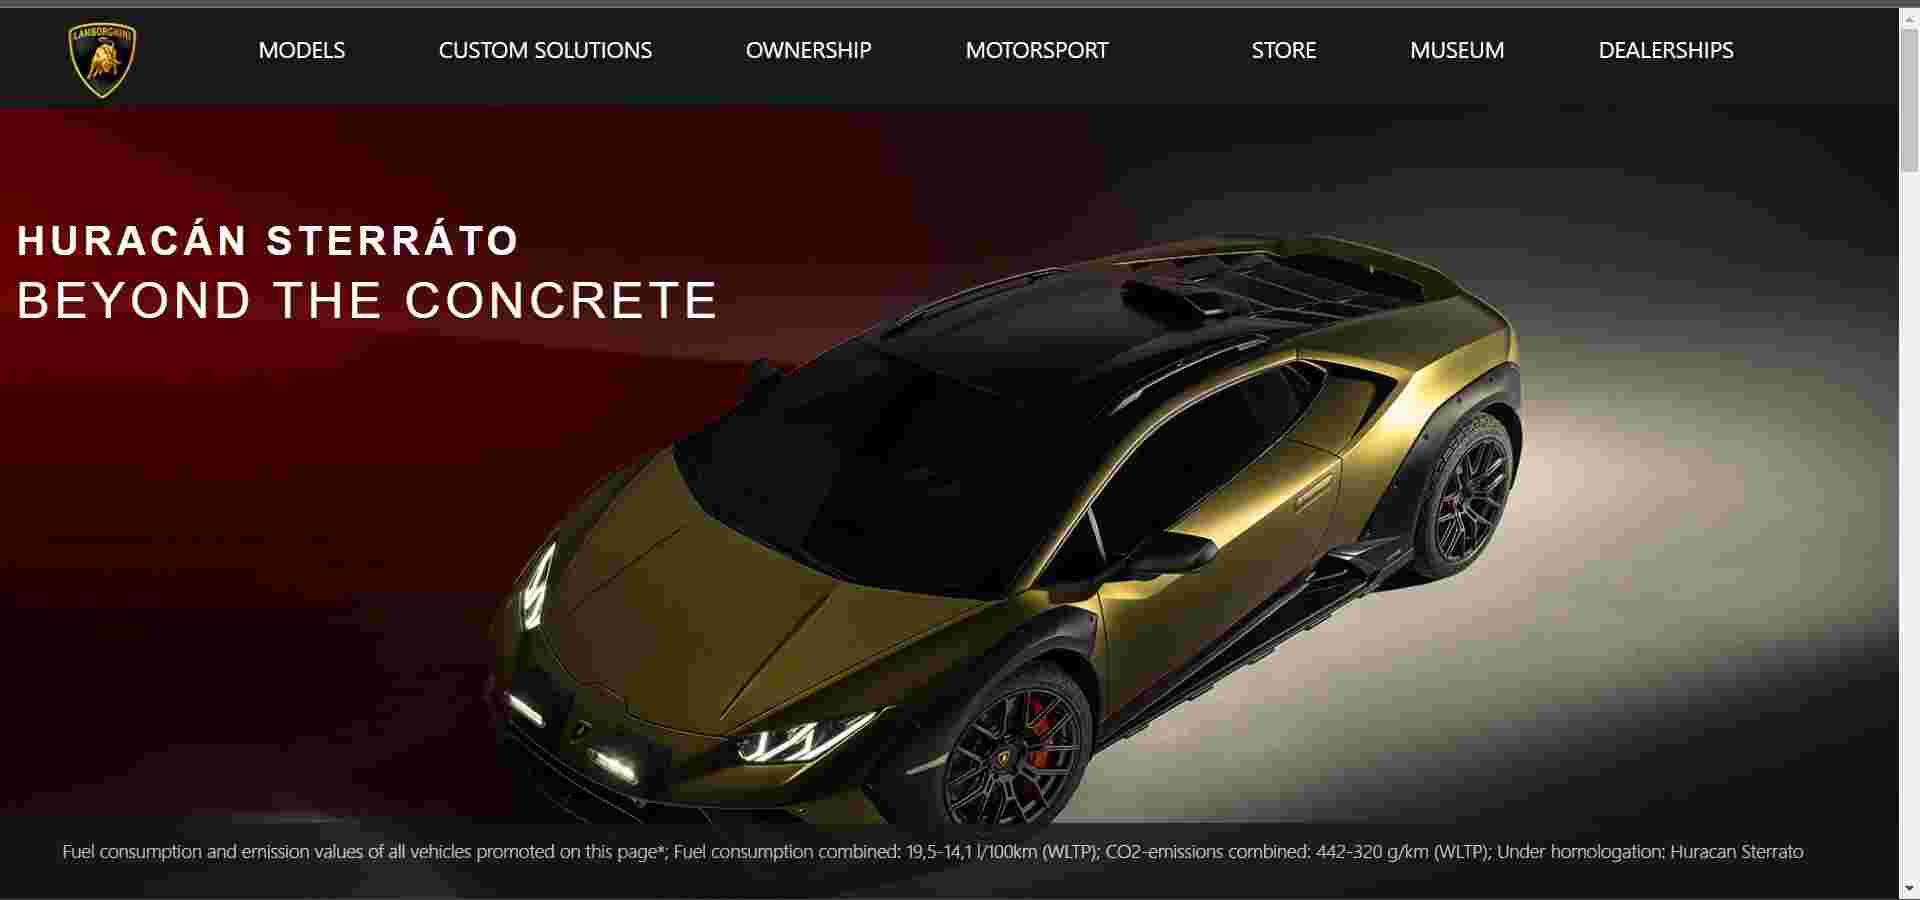 LAMBORGHINI
MODELS CUSTOM SOLUTIONS OWNERSHIP MOTORSPORT STORE MUSEUM DEALERSHIPS
HURACÁN STERRÁTO
BEYOND THE CONCRETE
Fuel consumption and emission values of all vehicles promoted on this page*; Fuel consumption combined: 19,5-14,1 l/100km (WLTP); CO2-emissions combined: 442-320 g/km (WLTP); Under homologation: Huracan Sterrato